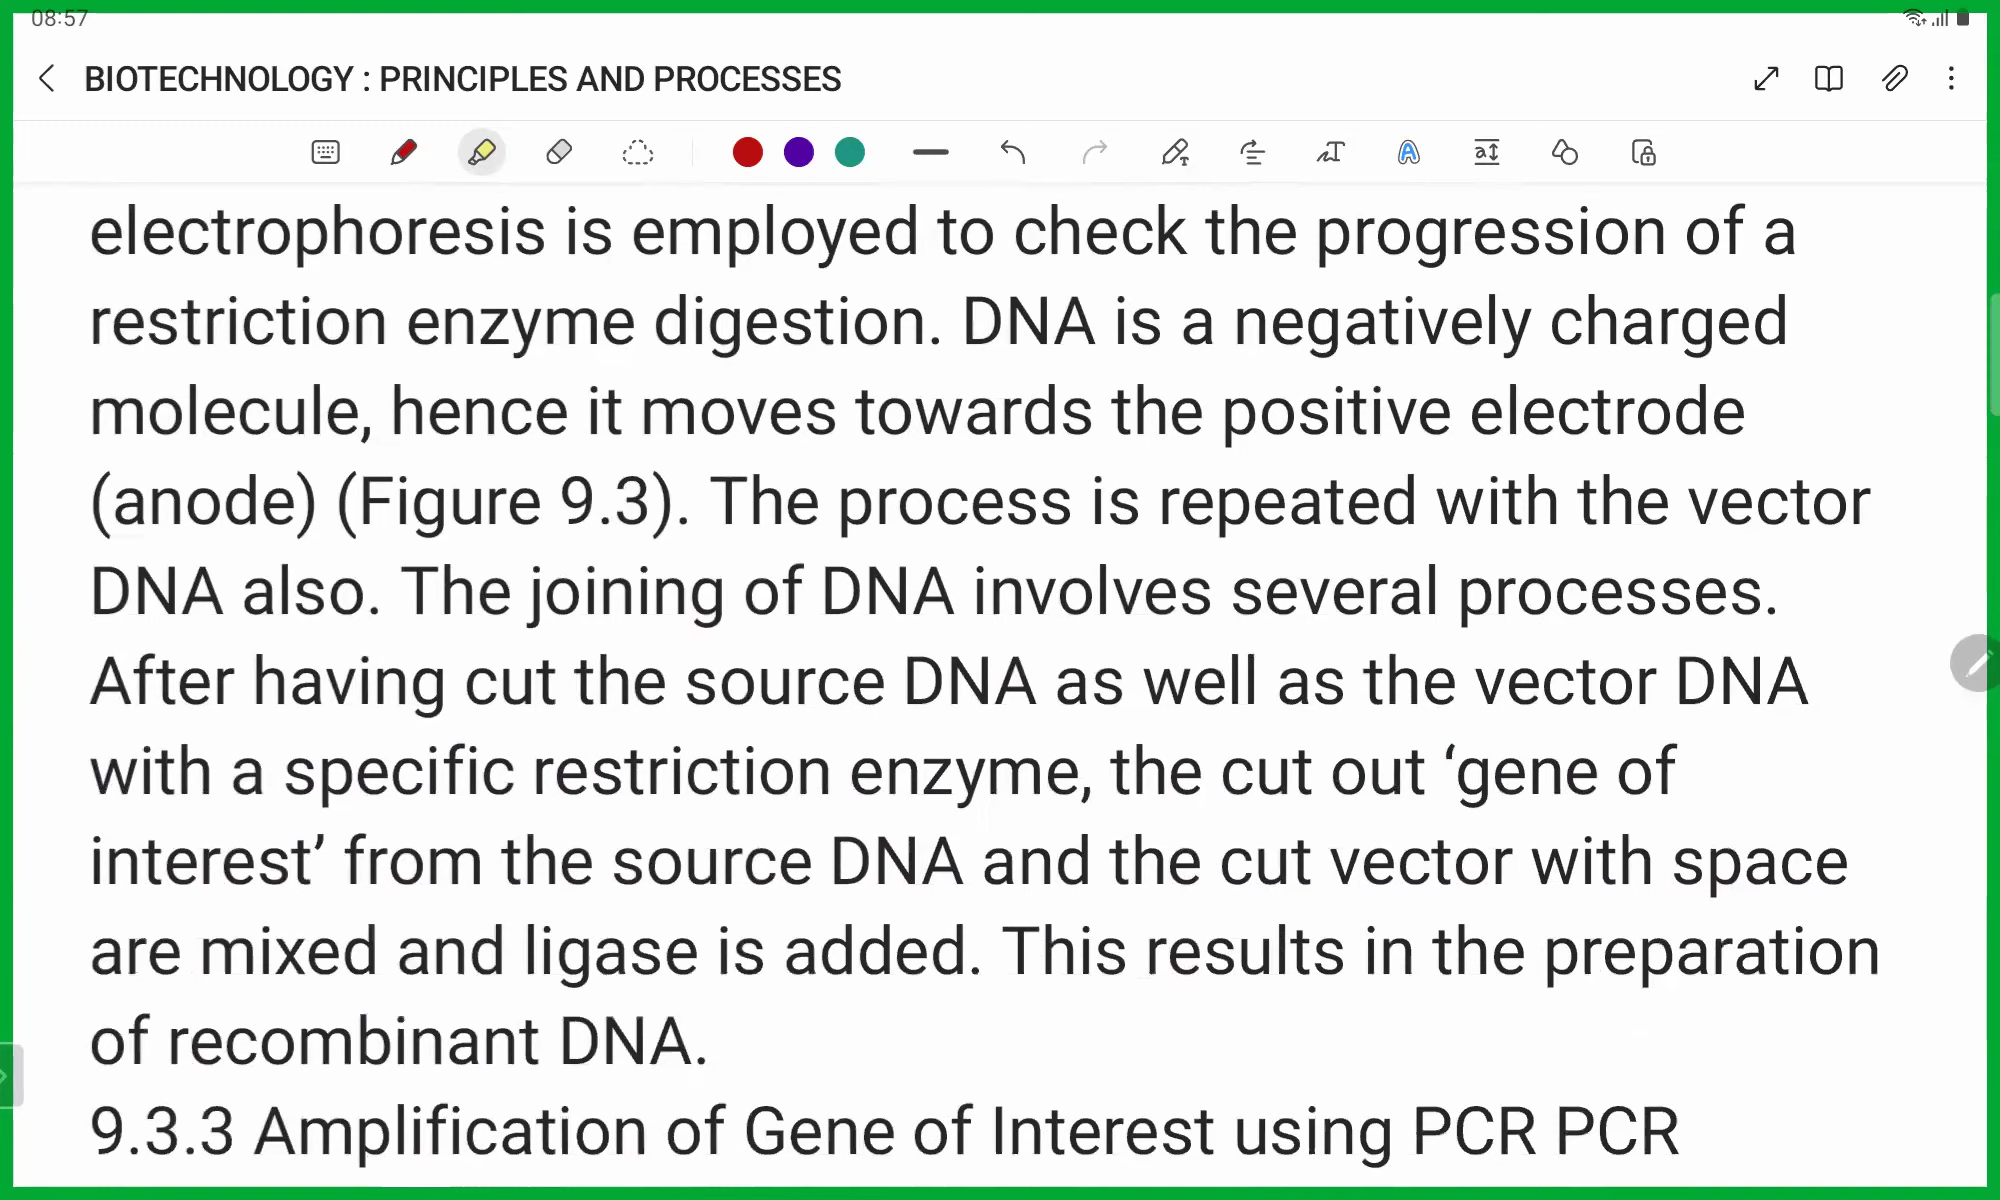 08:57
BIOTECHNOLOGY : PRINCIPLES AND PROCESSES
electrophoresis is employed to check the progression of a
restriction enzyme digestion. DNA is a negatively charged
molecule, hence it moves towards the positive electrode
(anode) (Figure 9.3). The process is repeated with the vector
DNA also. The joining of DNA involves several processes.
After having cut the source DNA as well as the vector DNA
with a specific restriction enzyme, the cut out ‘gene of
interest’ from the source DNA and the cut vector with space
are mixed and ligase is added. This results in the preparation
of recombinant DNA.
9.3.3 Amplification of Gene of Interest using PCR PCR